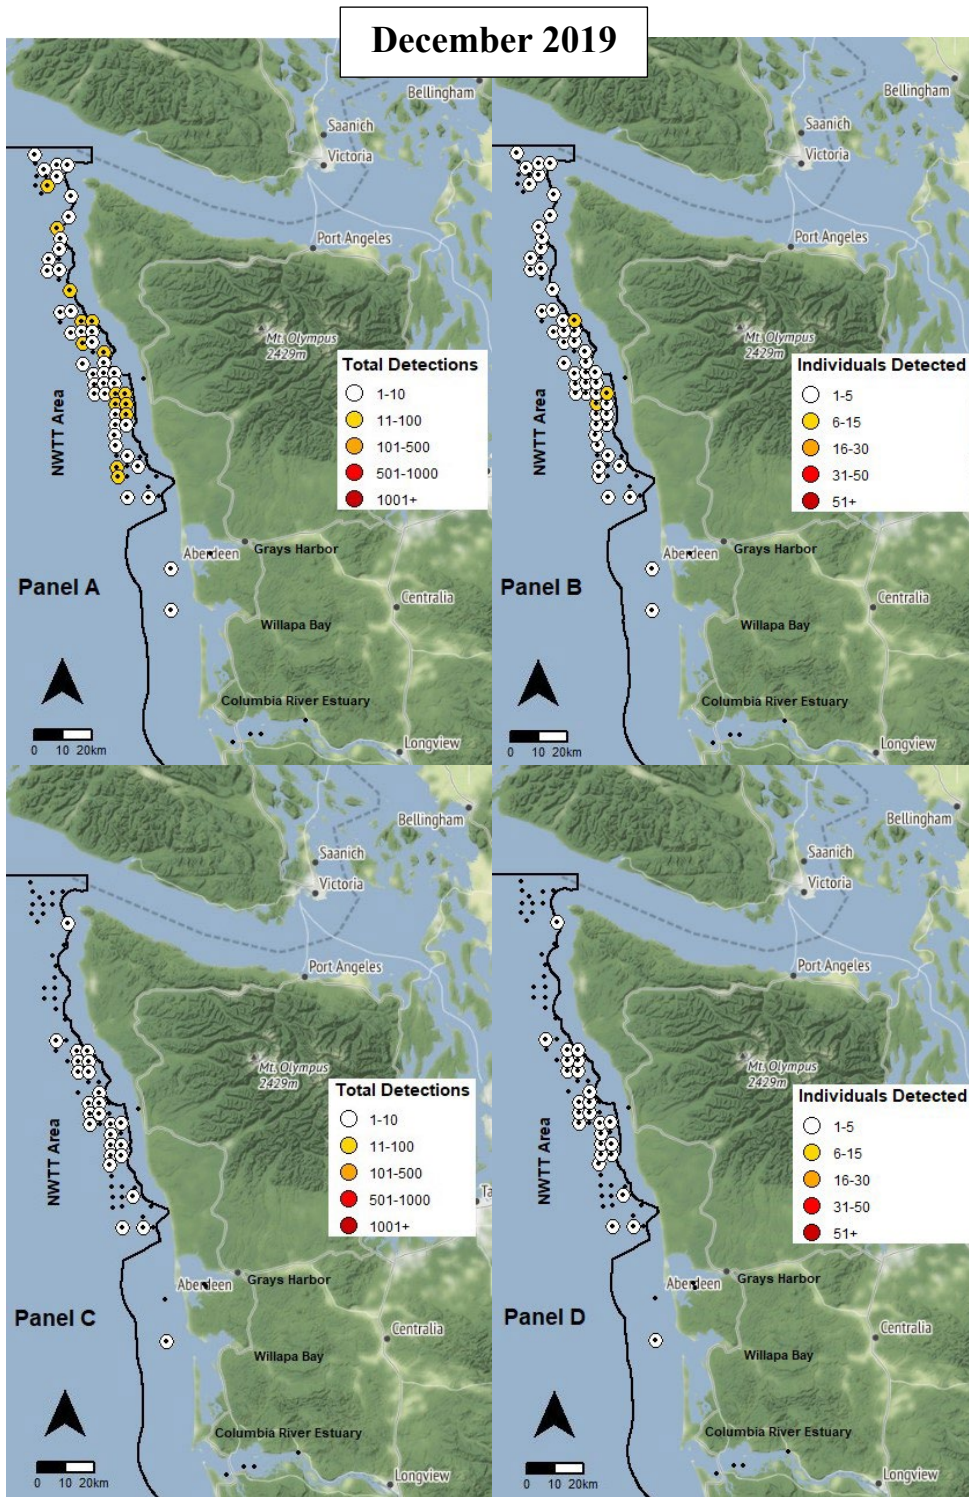 December 2019
Bellingham
Saanich
Victoria
Port Angeles
Mt. Olympus
2429m
Total Detections
1-10
11-100
101-500
501-1000
1001+
NWTT Area
Aberdeen
Grays Harbor
Panel A
Centralia
Willapa Bay
Columbia River Estuary
0 10 20km
Longview
Bellingham
Saanich
Victoria
Port Angeles
Mt. Olympus
2429m
Individuals Detected
1-5
6-15
16-30
31-50
51+
NWTT Area
Aberdeen
Grays Harbor
Panel B
Centralia
Willapa Bay
Columbia River Estuary
0 10 20km
Longview
Bellingham
Saanich
Victoria
Port Angeles
Mt. Olympus
2429m
Total Detections
1-10
11-100
101-500
501-1000
1001+
NWTT Area
Ta
Aberdeen
Grays Harbor
Panel C
Centralia
Willapa Bay
Columbia River Estuary
0 10 20km
Longview
Bellingham
Saanich
Victoria
Port Angeles
Mt. Olympus
2429m
Individuals Detected
1-5
6-15
16-30
31-50
51+
NWTT Area
Aberdeen
Grays Harbor
Panel D
Centralia
Willapa Bay
Columbia River Estuary
0 10 20km
Longview